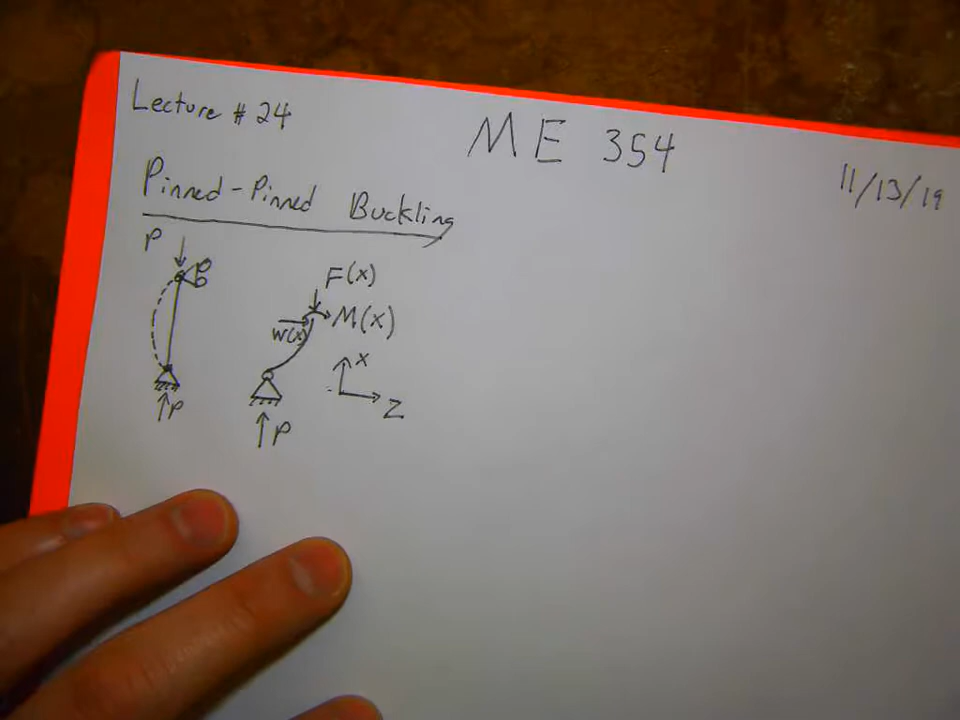 Lecture # 24
ME 354
11/13/19
Pinned-Pinned Buckling
P
F(x)
M(x)
W(x)
x
Z
P
P